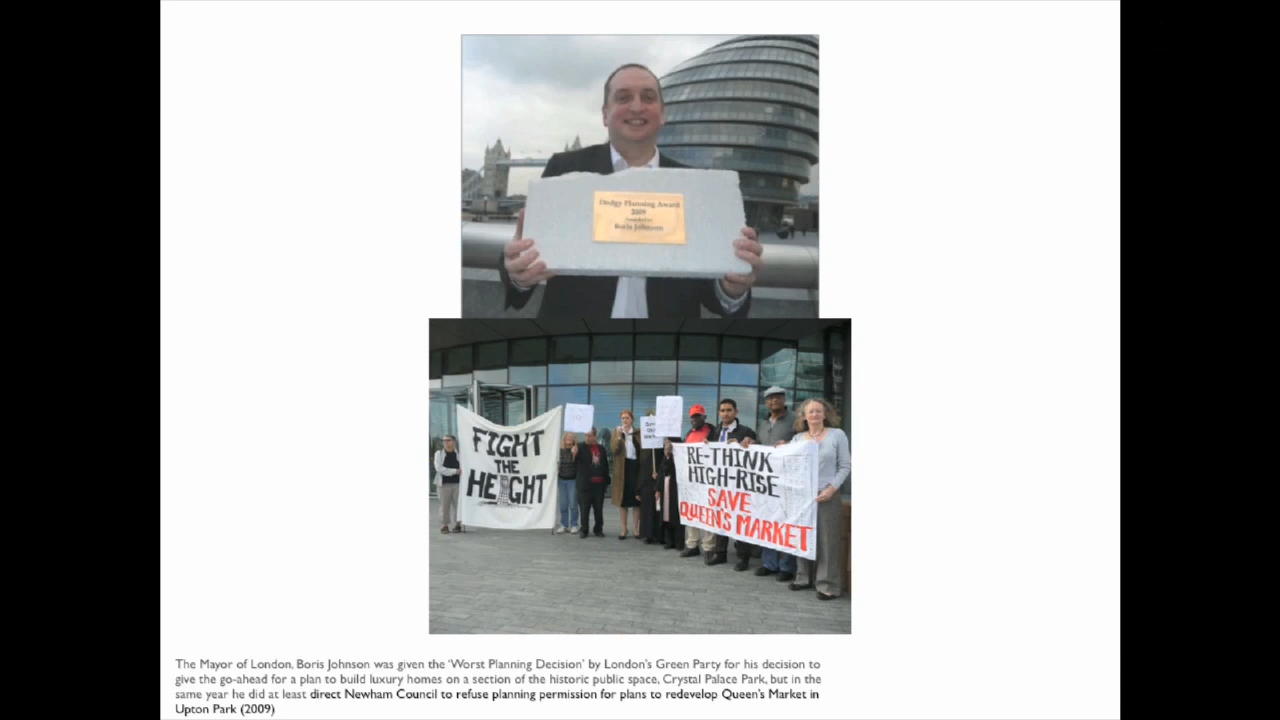 Dodgy Planning Award
2009
Awarded to
Boris Johnson
FIGHT
THE
HEIGHT
RE-THINK
HIGH-RISE
SAVE
QUEEN'S MARKET
The Mayor of London, Boris Johnson was given the 'Worst Planning Decision' by London's Green Party for his decision to
give the go-ahead for a plan to build luxury homes on a section of the historic public space, Crystal Palace Park, but in the
same year he did at least direct Newham Council to refuse planning permission for plans to redevelop Queen's Market in
Upton Park (2009)